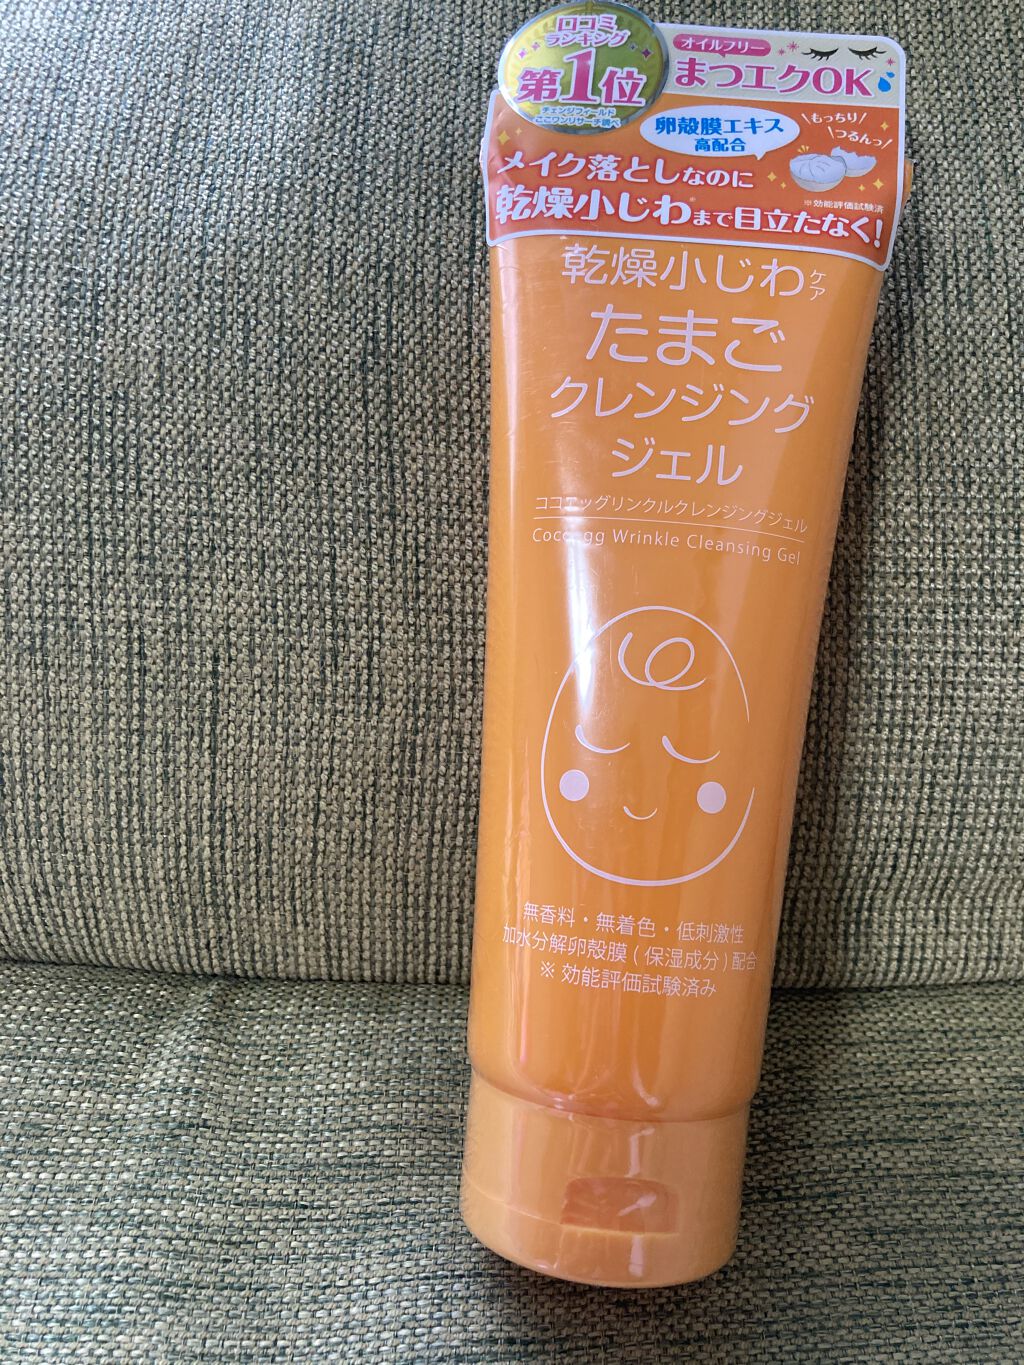 口コミ
ランキング
第1位
チェンジフィールド
ここワンリサーチ調べ
オイルフリー
まつエクOK
卵殻膜エキス
高配合
もっちり
つるんっ
メイク落としなのに
※効能評価試験済
乾燥小じわ※まで目立たなく!
乾燥小じわケア
たまご
クレンジング
ジェル
ココエッグリンクルクレンジングジェル
Cocoegg Wrinkle Cleansing Gel
無香料・無着色・低刺激性
加水分解卵殻膜(保湿成分)配合
※効能評価試験済み